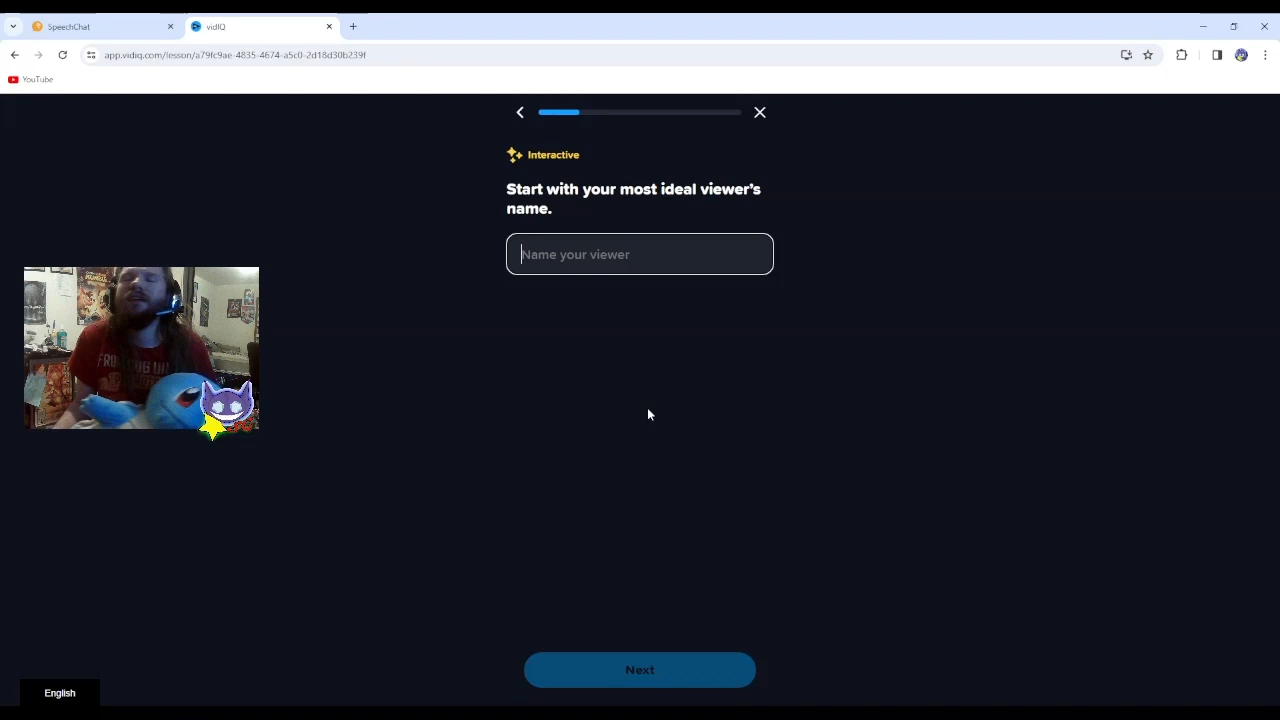 SpeechChat
vidIQ
app.vidiq.com/lesson/a79fc9ae-4835-4674-a5c0-2d18d30b239f
YouTube
Interactive
Start with your most ideal viewer's
name.
Name your viewer
Next
English